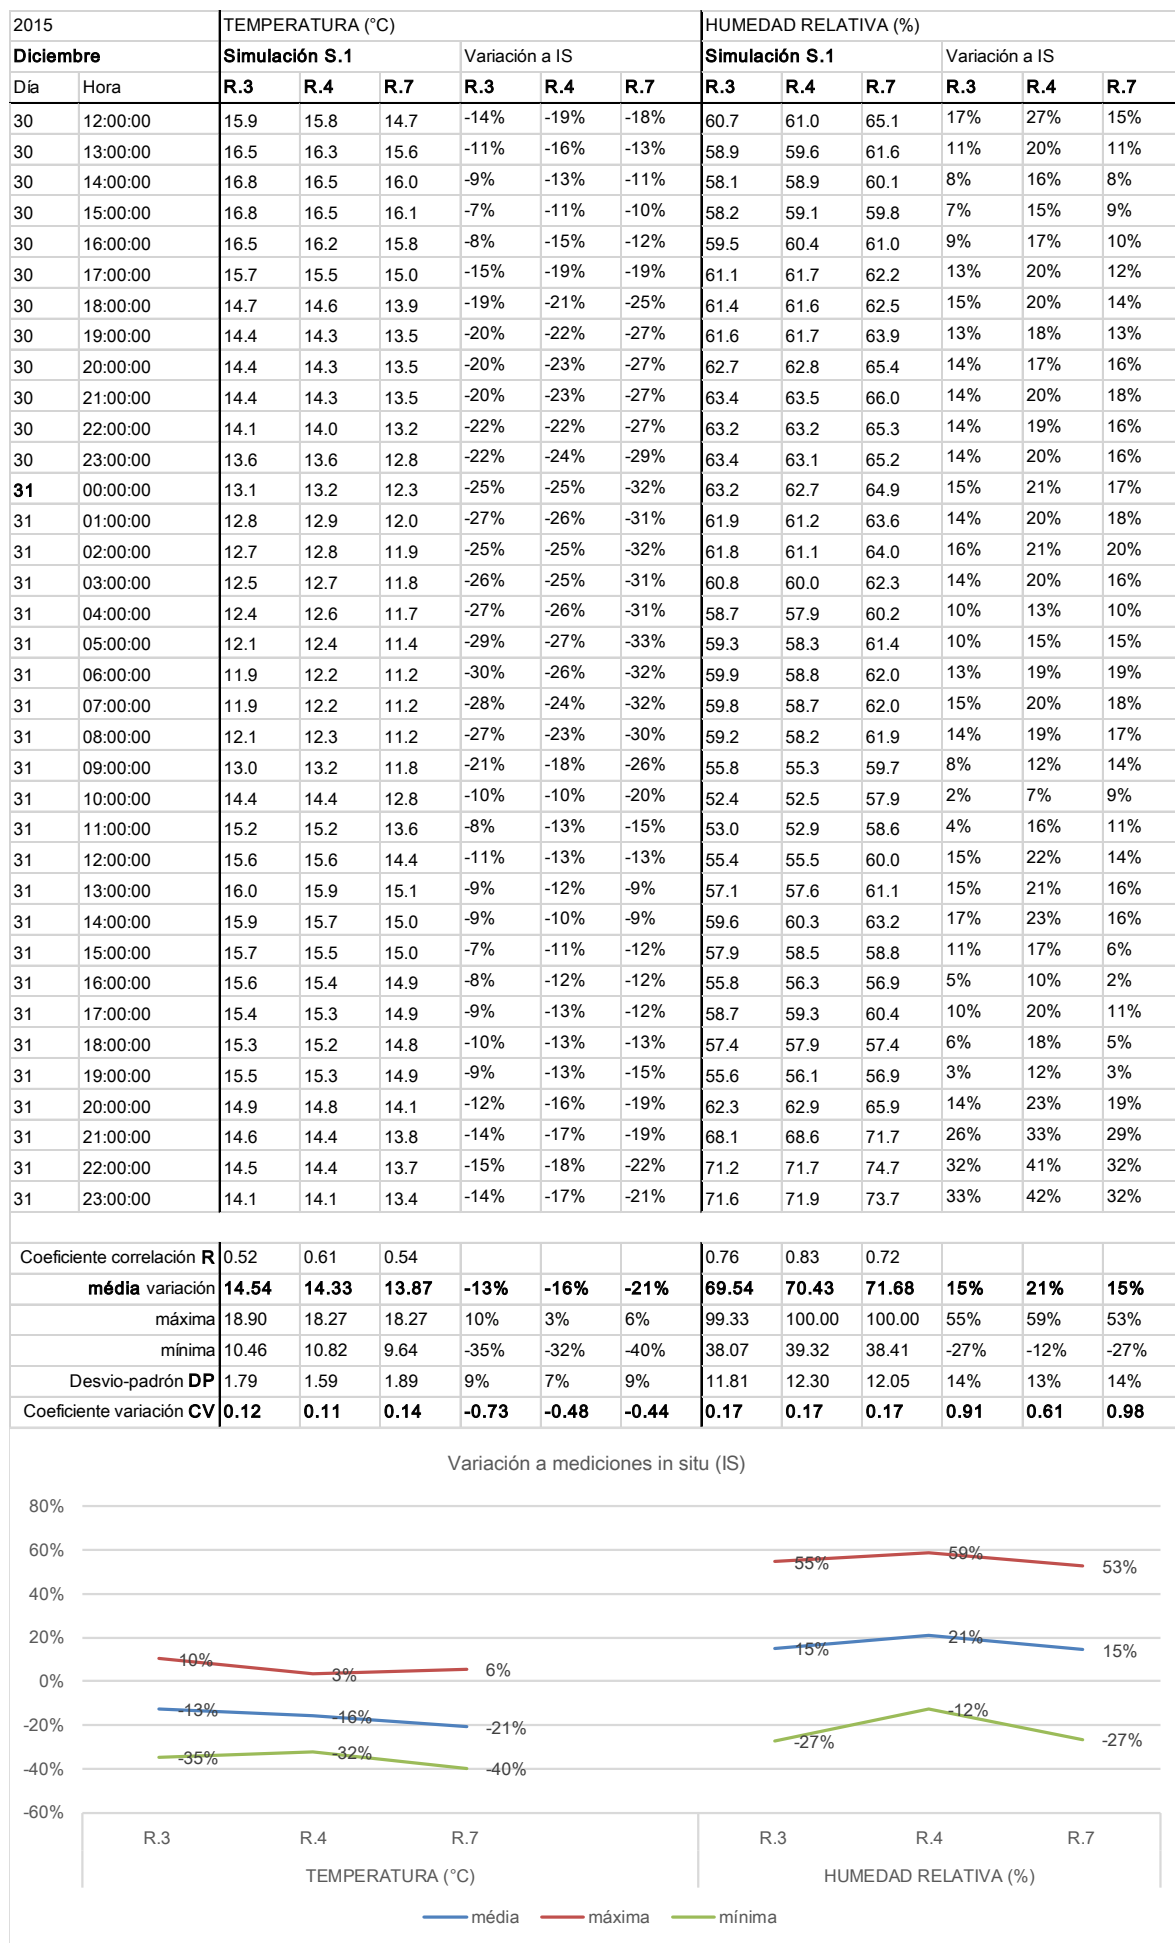 2015 TEMPERATURA (°C) HUMEDAD RELATIVA (%)
Diciembre Simulación S.1 Variación a IS Simulación S.1 Variación a IS
Día Hora R.3 R.4 R.7 R.3 R.4 R.7 R.3 R.4 R.7 R.3 R.4 R.7
30 12:00:00 15.9 15.8 14.7 -14% -19% -18% 60.7 61.0 65.1 17% 27% 15%
30 13:00:00 16.5 16.3 15.6 -11% -16% -13% 58.9 59.6 61.6 11% 20% 11%
30 14:00:00 16.8 16.5 16.0 -9% -13% -11% 58.1 58.9 60.1 8% 16% 8%
30 15:00:00 16.8 16.5 16.1 -7% -11% -10% 58.2 59.1 59.8 7% 15% 9%
30 16:00:00 16.5 16.2 15.8 -8% -15% -12% 59.5 60.4 61.0 9% 17% 10%
30 17:00:00 15.7 15.5 15.0 -15% -19% -19% 61.1 61.7 62.2 13% 20% 12%
30 18:00:00 14.7 14.6 13.9 -19% -21% -25% 61.4 61.6 62.5 15% 20% 14%
30 19:00:00 14.4 14.3 13.5 -20% -22% -27% 61.6 61.7 63.9 13% 18% 13%
30 20:00:00 14.4 14.3 13.5 -20% -23% -27% 62.7 62.8 65.4 14% 17% 16%
30 21:00:00 14.4 14.3 13.5 -20% -23% -27% 63.4 63.5 66.0 14% 20% 18%
30 22:00:00 14.1 14.0 13.2 -22% -22% -27% 63.2 63.2 65.3 14% 19% 16%
30 23:00:00 13.6 13.6 12.8 -22% -24% -29% 63.4 63.1 65.2 14% 20% 16%
31 00:00:00 13.1 13.2 12.3 -25% -25% -32% 63.2 62.7 64.9 15% 21% 17%
31 01:00:00 12.8 12.9 12.0 -27% -26% -31% 61.9 61.2 63.6 14% 20% 18%
31 02:00:00 12.7 12.8 11.9 -25% -25% -32% 61.8 61.1 64.0 16% 21% 20%
31 03:00:00 12.5 12.7 11.8 -26% -25% -31% 60.8 60.0 62.3 14% 20% 16%
31 04:00:00 12.4 12.6 11.7 -27% -26% -31% 58.7 57.9 60.2 10% 13% 10%
31 05:00:00 12.1 12.4 11.4 -29% -27% -33% 59.3 58.3 61.4 10% 15% 15%
31 06:00:00 11.9 12.2 11.2 -30% -26% -32% 59.9 58.8 62.0 13% 19% 19%
31 07:00:00 11.9 12.2 11.2 -28% -24% -32% 59.8 58.7 62.0 15% 20% 18%
31 08:00:00 12.1 12.3 11.2 -27% -23% -30% 59.2 58.2 61.9 14% 19% 17%
31 09:00:00 13.0 13.2 11.8 -21% -18% -26% 55.8 55.3 59.7 8% 12% 14%
31 10:00:00 14.4 14.4 12.8 -10% -10% -20% 52.4 52.5 57.9 2% 7% 9%
31 11:00:00 15.2 15.2 13.6 -8% -13% -15% 53.0 52.9 58.6 4% 16% 11%
31 12:00:00 15.6 15.6 14.4 -11% -13% -13% 55.4 55.5 60.0 15% 22% 14%
31 13:00:00 16.0 15.9 15.1 -9% -12% -9% 57.1 57.6 61.1 15% 21% 16%
31 14:00:00 15.9 15.7 15.0 -9% -10% -9% 59.6 60.3 63.2 17% 23% 16%
31 15:00:00 15.7 15.5 15.0 -7% -11% -12% 57.9 58.5 58.8 11% 17% 6%
31 16:00:00 15.6 15.4 14.9 -8% -12% -12% 55.8 56.3 56.9 5% 10% 2%
31 17:00:00 15.4 15.3 14.9 -9% -13% -12% 58.7 59.3 60.4 10% 20% 11%
31 18:00:00 15.3 15.2 14.8 -10% -13% -13% 57.4 57.9 57.4 6% 18% 5%
31 19:00:00 15.5 15.3 14.9 -9% -13% -15% 55.6 56.1 56.9 3% 12% 3%
31 20:00:00 14.9 14.8 14.1 -12% -16% -19% 62.3 62.9 65.9 14% 23% 19%
31 21:00:00 14.6 14.4 13.8 -14% -17% -19% 68.1 68.6 71.7 26% 33% 29%
31 22:00:00 14.5 14.4 13.7 -15% -18% -22% 71.2 71.7 74.7 32% 41% 32%
31 23:00:00 14.1 14.1 13.4 -14% -17% -21% 71.6 71.9 73.7 33% 42% 32%
Coeficiente correlación R 0.52 0.61 0.54 0.76 0.83 0.72
média variación 14.54 14.33 13.87 -13% -16% -21% 69.54 70.43 71.68 15% 21% 15%
máxima 18.90 18.27 18.27 10% 3% 6% 99.33 100.00 100.00 55% 59% 53%
mínima 10.46 10.82 9.64 -35% -32% -40% 38.07 39.32 38.41 -27% -12% -27%
Desvio-padrón DP 1.79 1.59 1.89 9% 7% 9% 11.81 12.30 12.05 14% 13% 14%
Coeficiente variación CV 0.12 0.11 0.14 -0.73 -0.48 -0.44 0.17 0.17 0.17 0.91 0.61 0.98
Variación a mediciones in situ (IS)
80%
60%
55% 59% 53%
40%
20%
15% 21% 15%
10% 3% 6%
0%
-13% -16% -21%
-12%
-20%
-27% -27%
-35% -32% -40%
-40%
-60%
R.3 R.4 R.7 R.3 R.4 R.7
TEMPERATURA (°C) HUMEDAD RELATIVA (%)
média máxima mínima